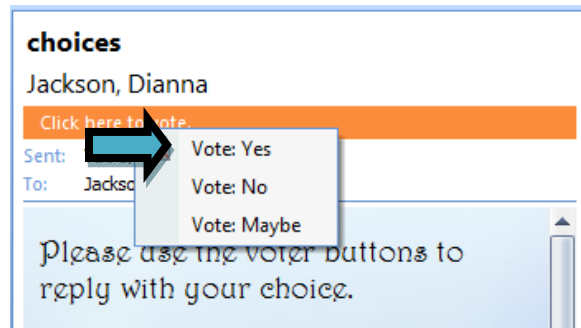 choices
Jackson, Dianna
Click here to vote.
Sent:
To: Jackso
Vote: Yes
Vote: No
Vote: Maybe
Please use the voter buttons to
reply with your choice.